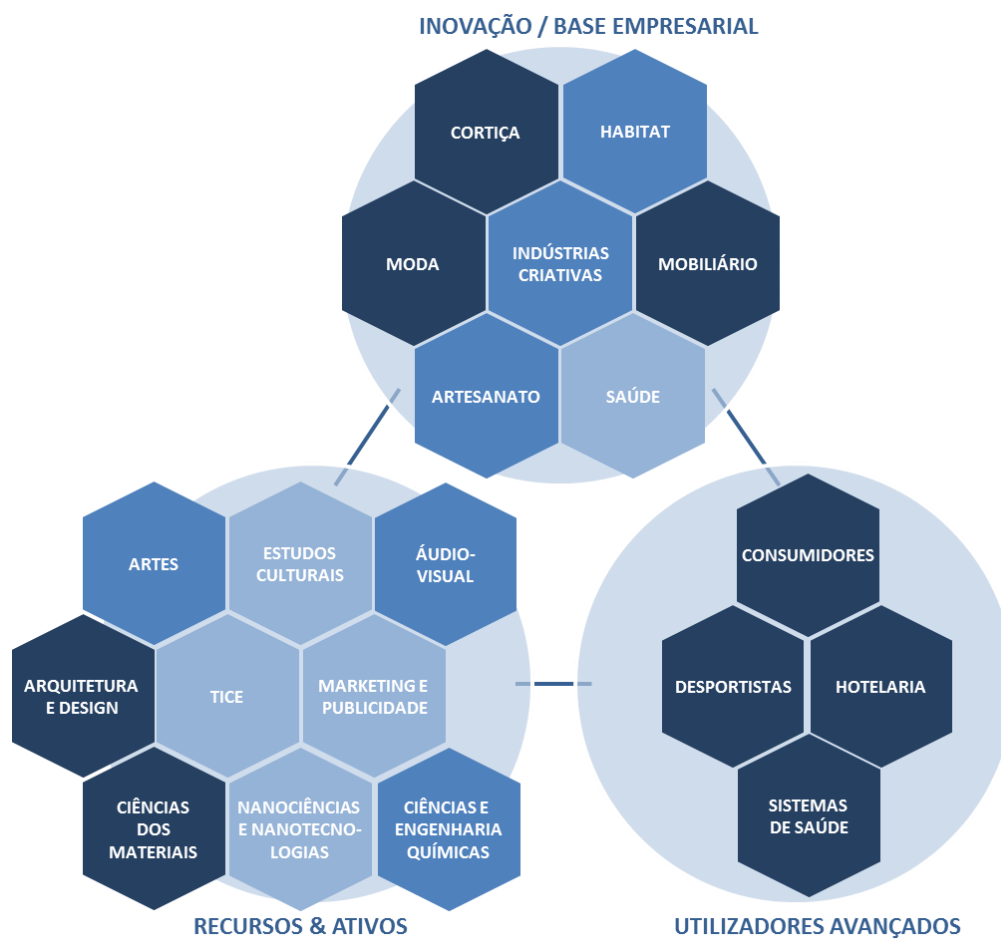 INOVAÇÃO / BASE EMPRESARIAL
CORTIÇA
HABITAT
MODA
INDÚSTRIAS
CRIATIVAS
MOBILIÁRIO
ARTESANATO
SAÚDE
ARTES
ESTUDOS
CULTURAIS
ÁUDIO-
VISUAL
ARQUITETURA
E DESIGN
TICE
MARKETING E
PUBLICIDADE
CIÊNCIAS
DOS
MATERIAIS
NANOCIÊNCIAS
E NANOTECNO-
LOGIAS
CIÊNCIAS E
ENGENHARIA
QUÍMICAS
RECURSOS & ATIVOS
CONSUMIDORES
DESPORTISTAS
HOTELARIA
SISTEMAS
DE SAÚDE
UTILIZADORES AVANÇADOS